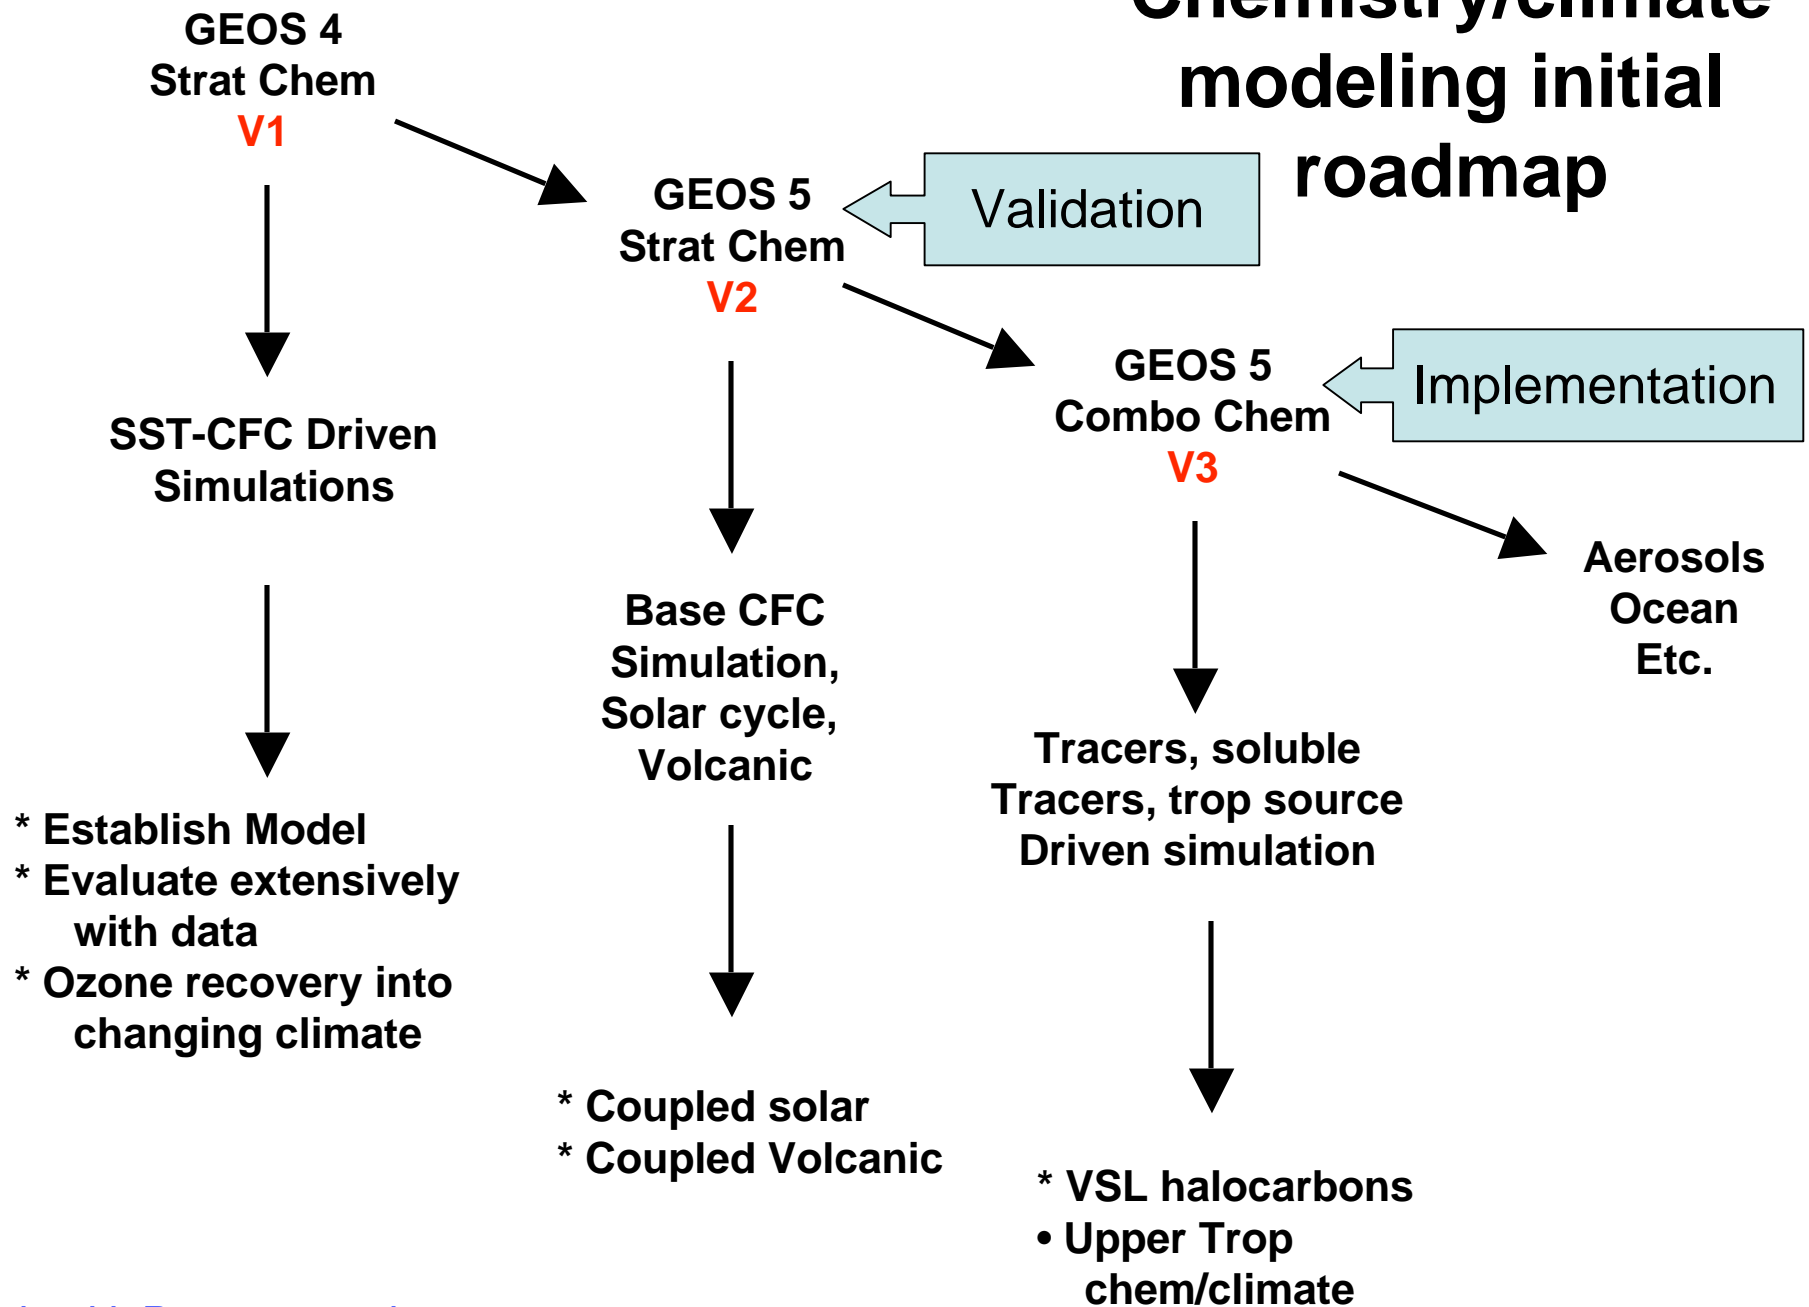 Chemistry/climate
modeling initial
roadmap
GEOS 4
Strat Chem
V1
GEOS 5
Strat Chem
V2
Validation
GEOS 5
Combo Chem
V3
Implementation
SST-CFC Driven
Simulations
Aerosols
Ocean
Etc.
Base CFC
Simulation,
Solar cycle,
Volcanic
Tracers, soluble
Tracers, trop source
Driven simulation
* Establish Model
* Evaluate extensively
with data
* Ozone recovery into
changing climate
* Coupled solar
* Coupled Volcanic
* VSL halocarbons
• Upper Trop
chem/climate